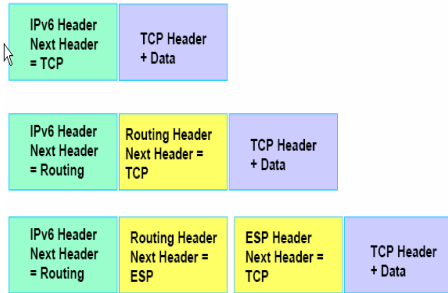 IPv6 Header
Next Header
= TCP
TCP Header
+ Data
IPv6 Header
Next Header
= Routing
Routing Header
Next Header =
TCP
TCP Header
+ Data
IPv6 Header
Next Header
= Routing
Routing Header
Next Header =
ESP
ESP Header
Next Header =
TCP
TCP Header
+ Data